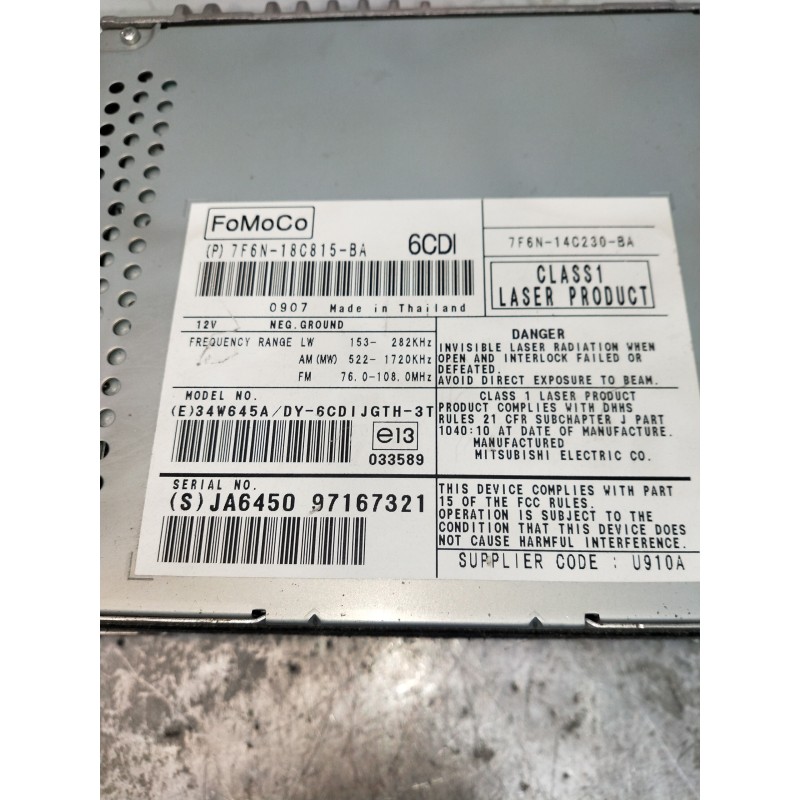 FoMoCo
(P) 7F6N-18C815-BA 6CDI
0907 Made in Thailand
12V NEG.GROUND
FREQUENCY RANGE LW 153- 282KHz
AM(MW) 522-1720KHz
FM 76.0-108.0MHz
MODEL NO.
(E)34W645A/DY-6CDIJGTH-3T
e13
033589
SERIAL NO.
(S)JA6450 97167321
7F6N-14C230-BA
CLASS1
LASER PRODUCT
DANGER
INVISIBLE LASER RADIATION WHEN
OPEN AND INTERLOCK FAILED OR
DEFEATED.
AVOID DIRECT EXPOSURE TO BEAM.
CLASS 1 LASER PRODUCT
PRODUCT COMPLIES WITH DHHS
RULES 21 CFR SUBCHAPTER J PART
1040:10 AT DATE OF MANUFACTURE.
MANUFACTURED
MITSUBISHI ELECTRIC CO.
THIS DEVICE COMPLIES WITH PART
15 OF THE FCC RULES.
OPERATION IS SUBJECT TO THE
CONDITION THAT THIS DEVICE DOES
NOT CAUSE HARMFUL INTERFERENCE.
SUPPLIER CODE : U910A